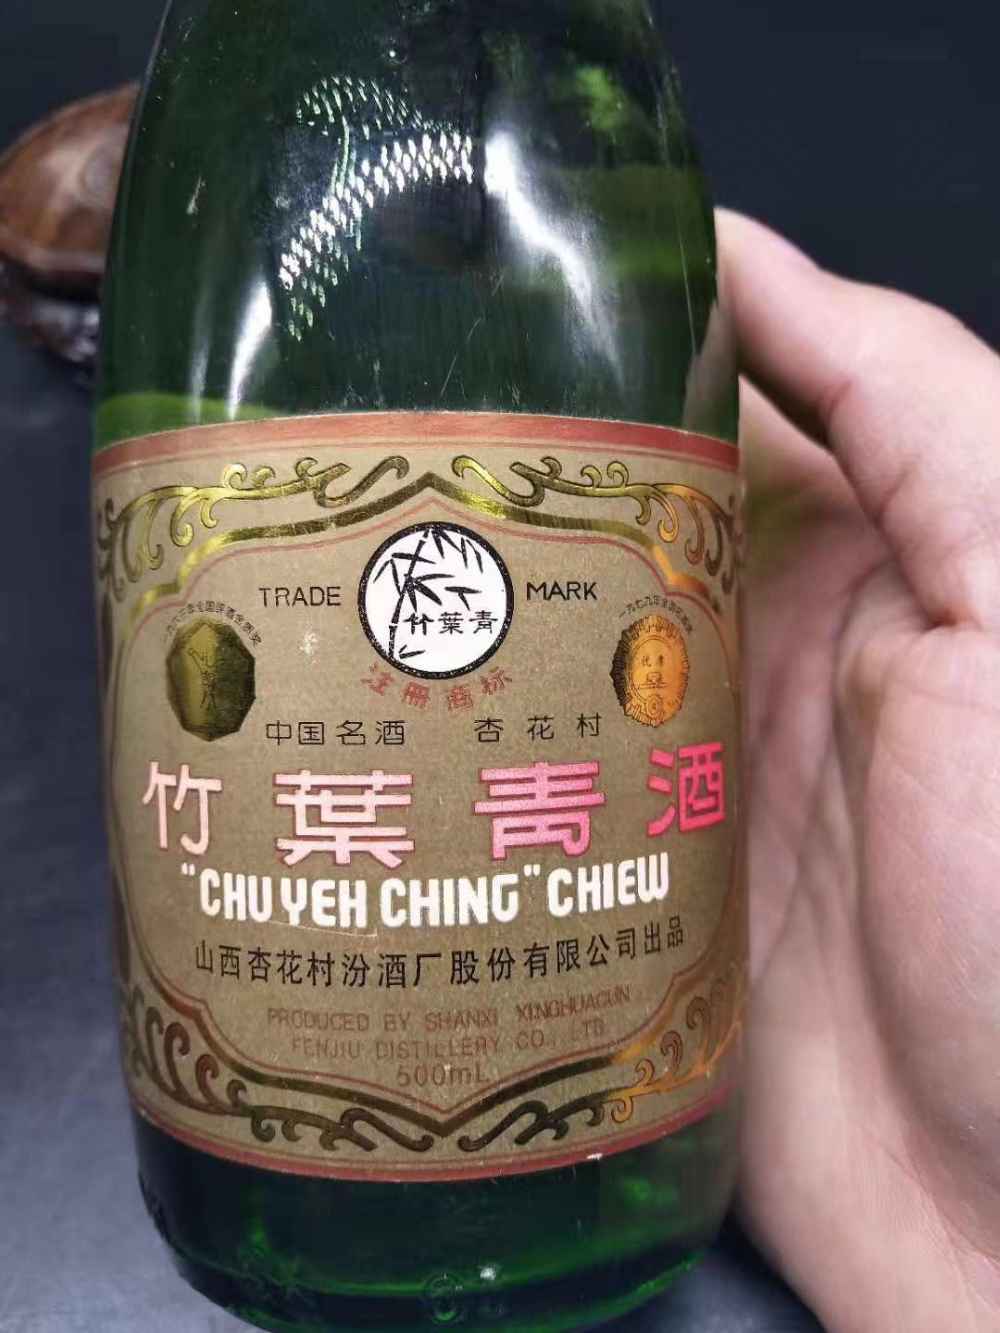 TRADE MARK
竹葉青
注册商标
中国名酒 杏花村
竹葉青酒
"CHU YEH CHING" CHIEW
山西杏花村汾酒厂股份有限公司出品
PRODUCED BY SHANXI XINGHUACUN
FENJIU DISTILLERY CO., LTD.
500mL